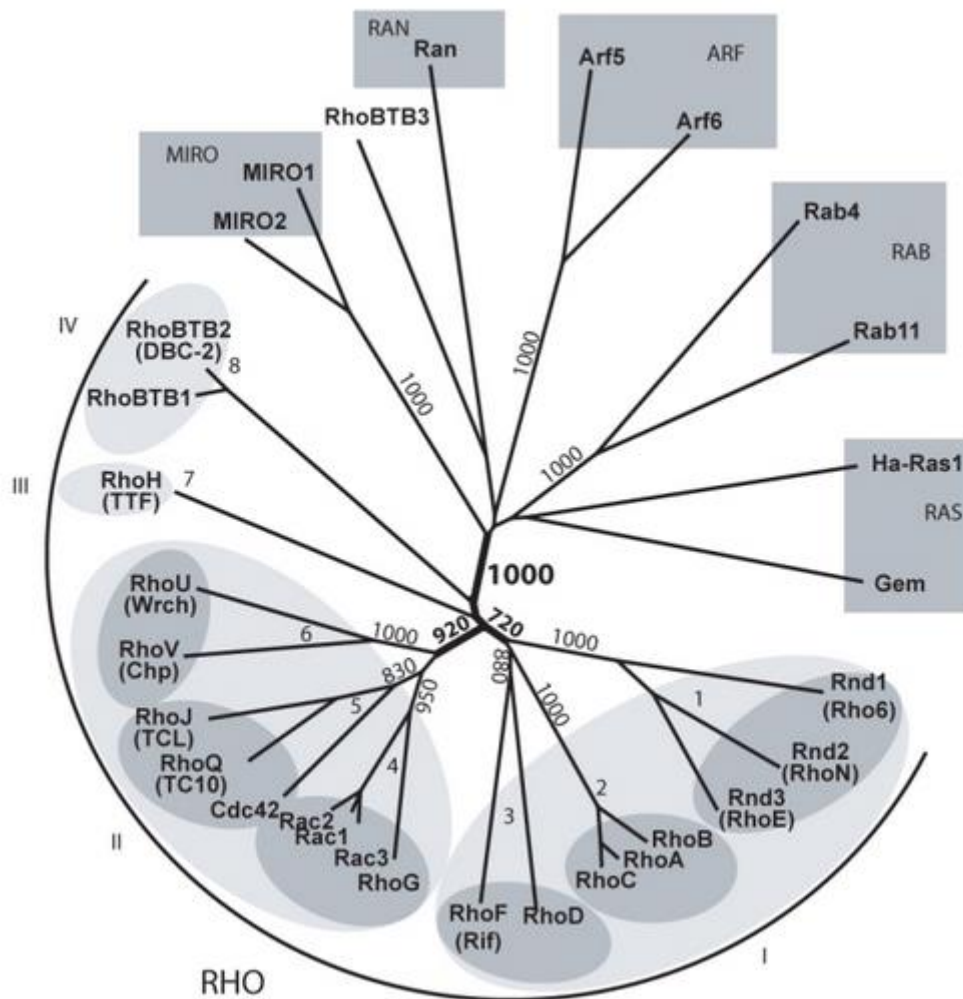 RAN
Ran
Arf5
ARF
Arf6
RhoBTB3
MIRO
MIRO1
MIRO2
Rab4
RAB
Rab11
1000
1000
1000
Ha-Ras1
RAS
Gem
IV
RhoBTB2
(DBC-2)
8
RhoBTB1
III
RhoH
(TTF)
7
1000
RhoU
(Wrch)
6
1000
920
720
1000
RhoV
(Chp)
830
950
880
1000
RhoJ
(TCL)
5
RhoQ
(TC10)
Cdc42
4
Rac2
Rac1
Rac3
RhoG
II
1
Rnd1
(Rho6)
Rnd2
(RhoN)
Rnd3
(RhoE)
2
RhoB
RhoA
RhoC
3
RhoF
(Rif)
RhoD
I
RHO